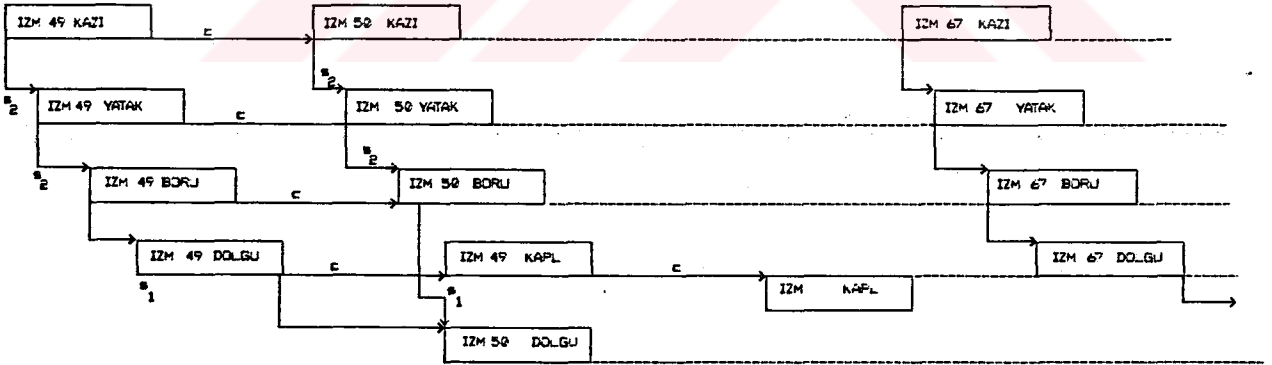 IZM 49 KAZI
c
IZM 50 KAZI
IZM 67 KAZI
s2
s2
IZM 49 YATAK
c
IZM 50 YATAK
IZM 67 YATAK
s2
s2
IZM 49 BORU
c
IZM 50 BORU
IZM 67 BORU
IZM 49 DOLGU
c
IZM 49 KAPL
c
IZM KAPL
IZM 67 DOLGU
s1
s1
IZM 50 DOLGU